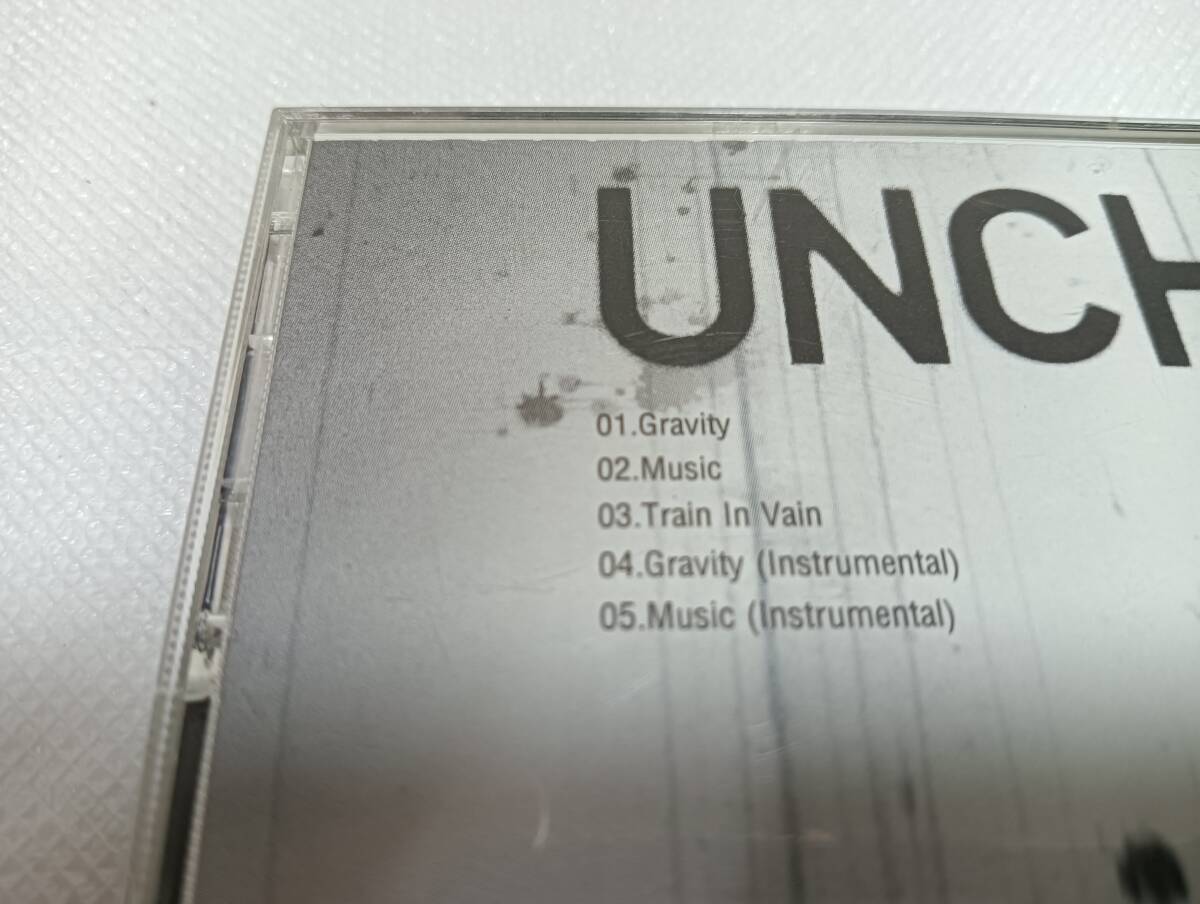 UNCH
01.Gravity
02.Music
03.Train In Vain
04.Gravity (Instrumental)
05.Music (Instrumental)